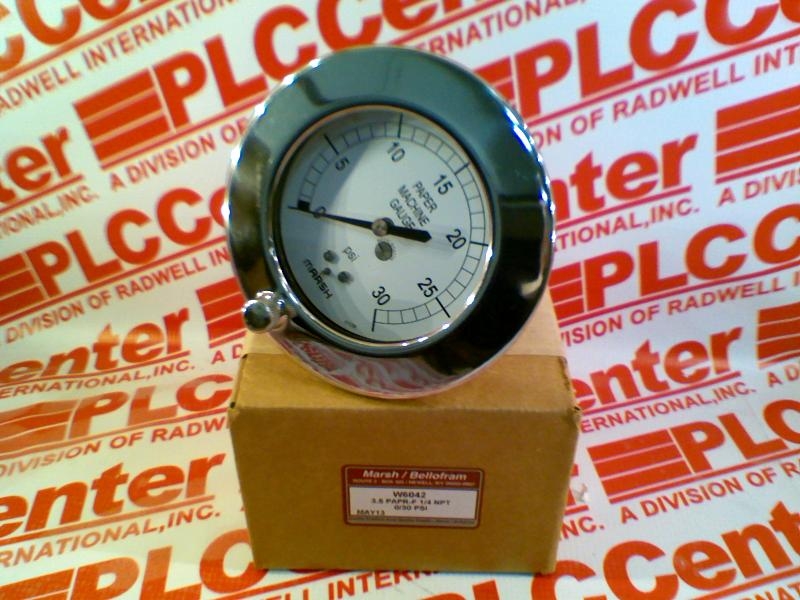 PLCCenter
A DIVISION OF RADWELL INTERNATIONAL, INC.
0
5
10
15
20
25
30
PAPER
MACHINE
GAUGE
psi
MARSH
Marsh / Bellofram
W6042
3.5 PAPR-F 1/4 NPT
0/30 PSI
MAY13